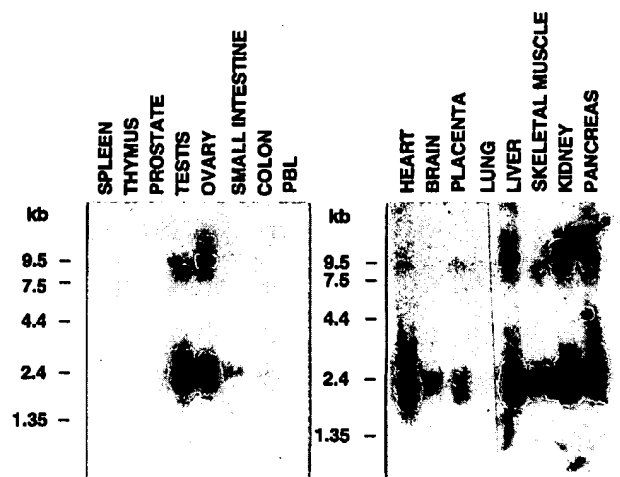 SPLEEN
THYMUS
PROSTATE
TESTIS
OVARY
SMALL INTESTINE
COLON
PBL
kb
9.5 –
7.5 –
4.4 –
2.4 –
1.35 –
HEART
BRAIN
PLACENTA
LUNG
LIVER
SKELETAL MUSCLE
KIDNEY
PANCREAS
kb
9.5 –
7.5 –
4.4 –
2.4 –
1.35 –